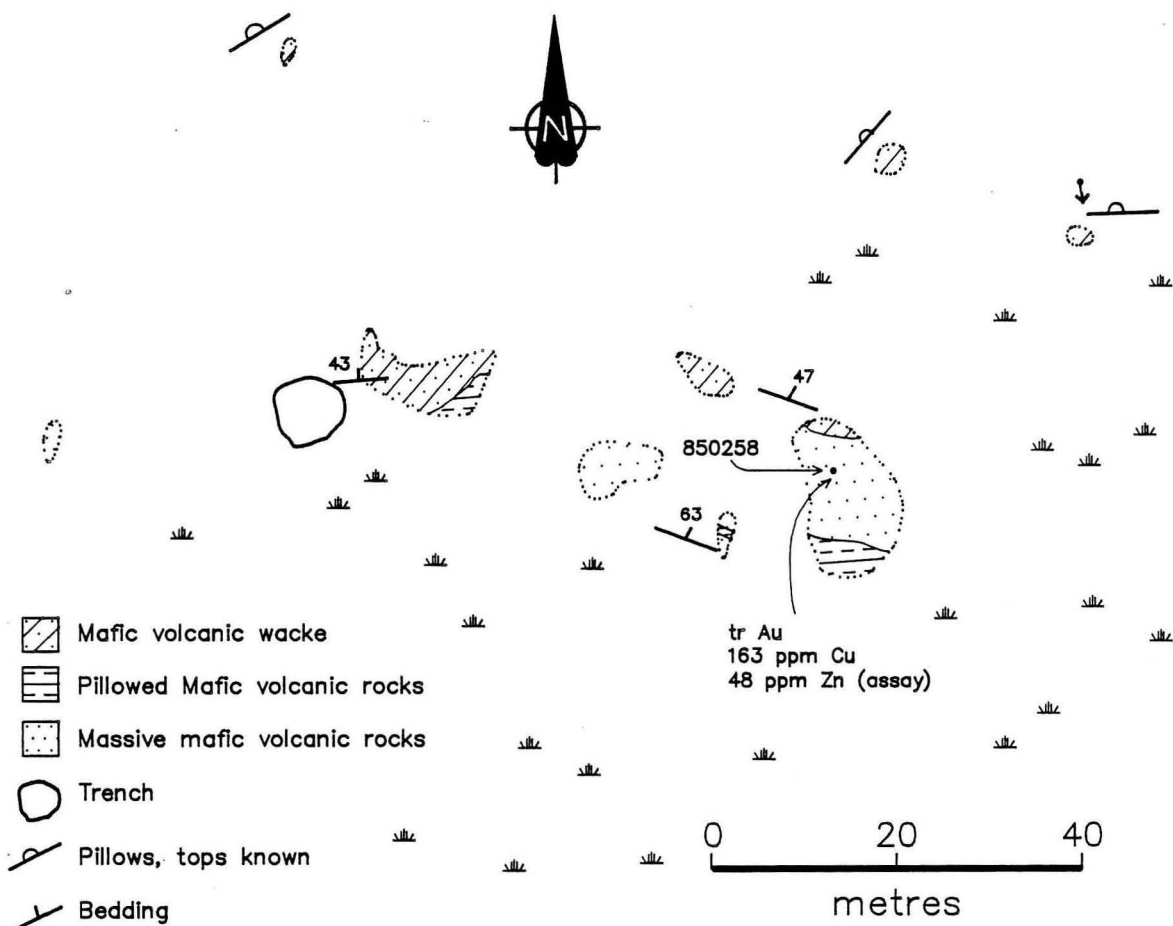 N
43
47
850258
63
tr Au
163 ppm Cu
48 ppm Zn (assay)
Mafic volcanic wacke
Pillowed Mafic volcanic rocks
Massive mafic volcanic rocks
Trench
Pillows, tops known
Bedding
0 20 40
metres